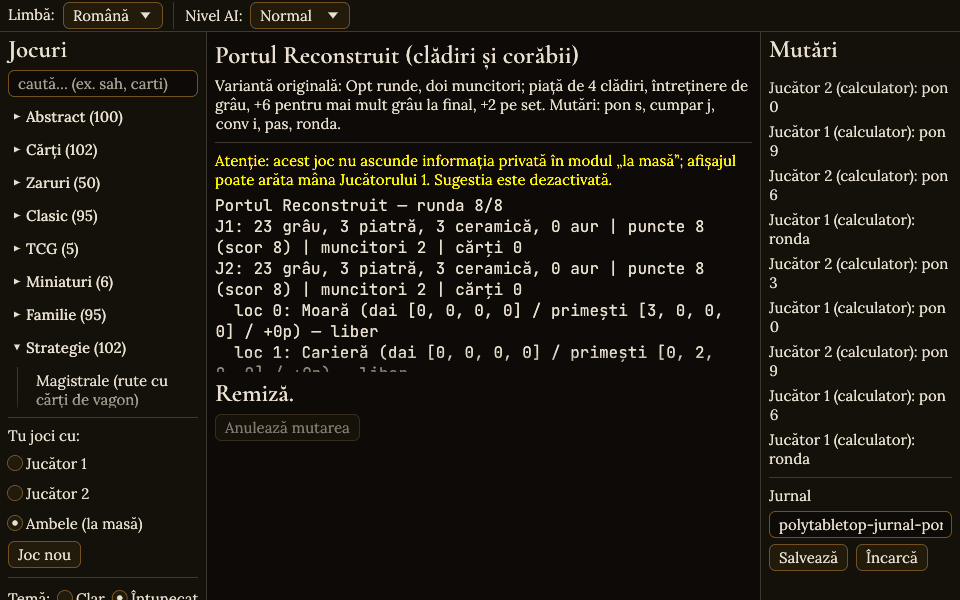 Limbă: Română ▼ Nivel AI: Normal ▼
Jocuri
caută... (ex. sah, carti)
▸ Abstract (100)
▸ Cărți (102)
▸ Zaruri (50)
▸ Clasic (95)
▸ TCG (5)
▸ Miniaturi (6)
▸ Familie (95)
▾ Strategie (102)
Magistrale (rute cu
cărți de vagon)
Tu joci cu:
Jucător 1
Jucător 2
Ambele (la masă)
Joc nou
Temă: Clar Întunecat
Portul Reconstruit (clădiri și corăbii)
Variantă originală: Opt runde, doi muncitori; piață de 4 clădiri, întreținere de
grâu, +6 pentru mai mult grâu la final, +2 pe set. Mutări: pon s, cumpar j,
conv i, pas, ronda.
Atenție: acest joc nu ascunde informația privată în modul „la masă”; afișajul
poate arăta mâna Jucătorului 1. Sugestia este dezactivată.
Portul Reconstruit — runda 8/8
J1: 23 grâu, 3 piatră, 3 ceramică, 0 aur | puncte 8
(scor 8) | muncitori 2 | cărți 0
J2: 23 grâu, 3 piatră, 3 ceramică, 0 aur | puncte 8
(scor 8) | muncitori 2 | cărți 0
loc 0: Moară (dai [0, 0, 0, 0] / primești [3, 0, 0,
0] / +0p) — liber
loc 1: Carieră (dai [0, 0, 0, 0] / primești [0, 2,
0, 0] / +0p) — liber
Remiză.
Anulează mutarea
Mutări
Jucător 2 (calculator): pon
0
Jucător 1 (calculator): pon
9
Jucător 2 (calculator): pon
6
Jucător 1 (calculator):
ronda
Jucător 2 (calculator): pon
3
Jucător 1 (calculator): pon
0
Jucător 2 (calculator): pon
9
Jucător 1 (calculator): pon
6
Jucător 1 (calculator):
ronda
Jurnal
polytabletop-jurnal-por
Salvează Încarcă